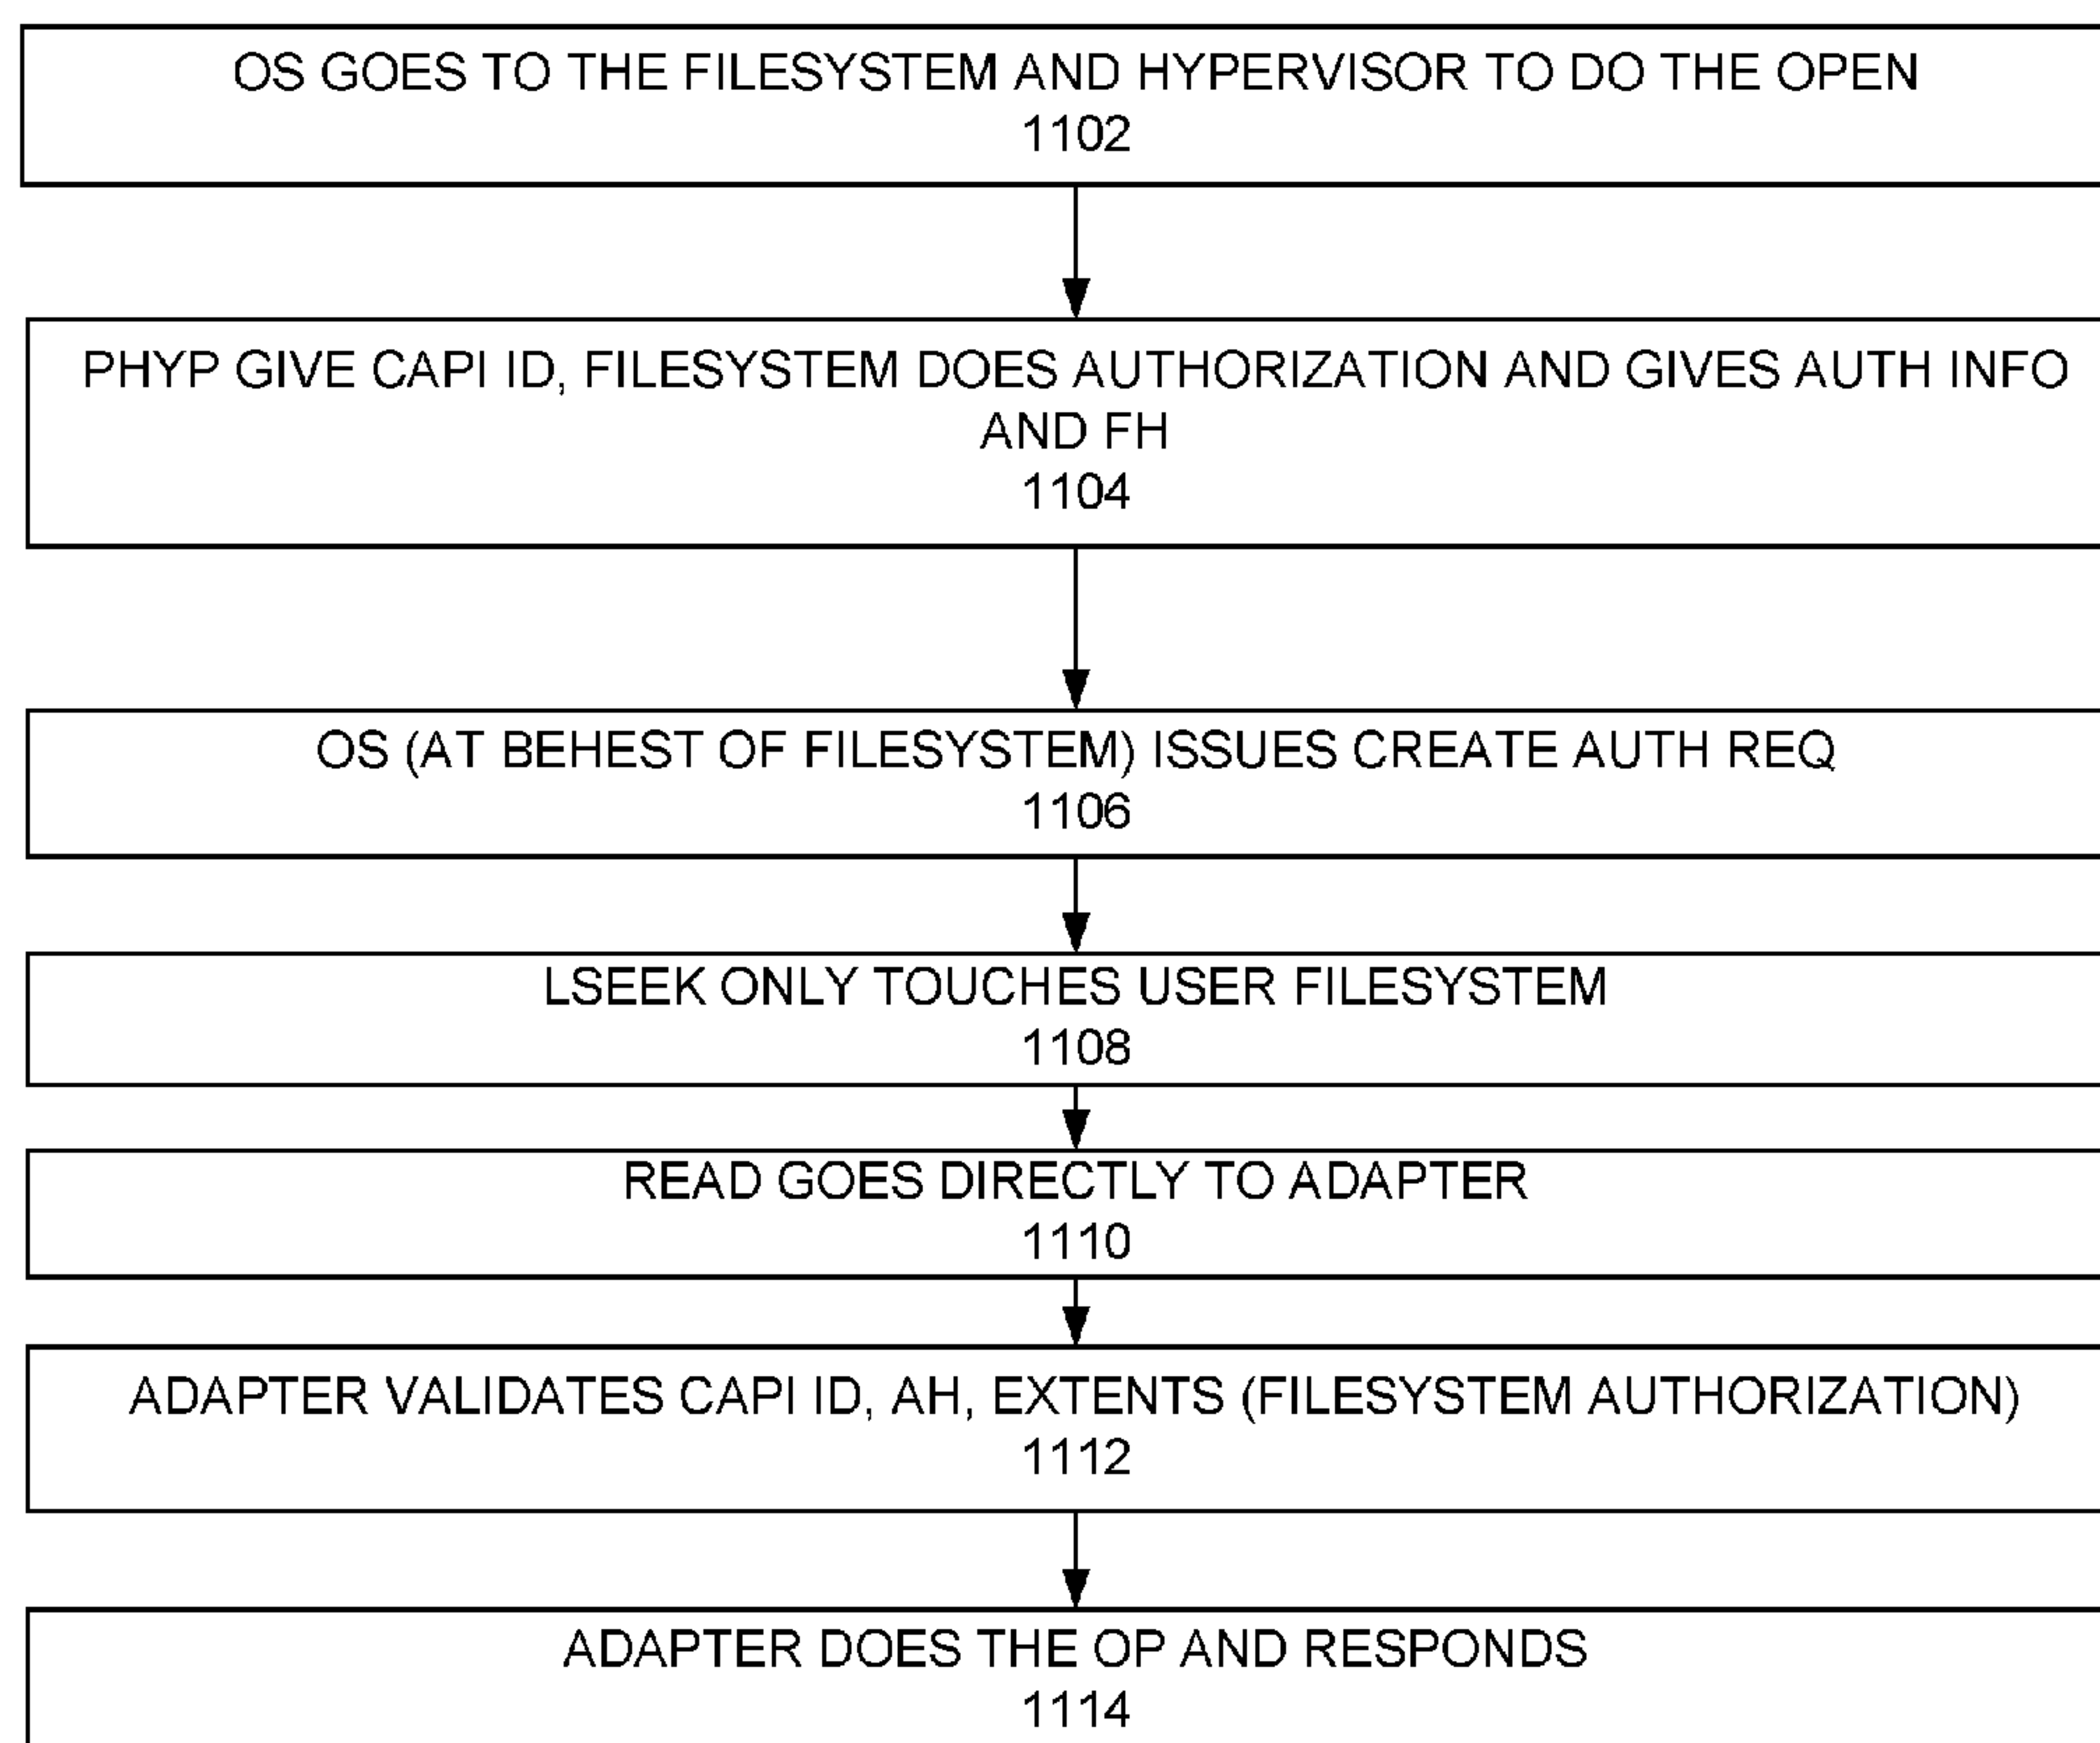 OS GOES TO THE FILESYSTEM AND HYPERVISOR TO DO THE OPEN
1102
PHYP GIVE CAPI ID, FILESYSTEM DOES AUTHORIZATION AND GIVES AUTH INFO
AND FH
1104
OS (AT BEHEST OF FILESYSTEM) ISSUES CREATE AUTH REQ
1106
LSEEK ONLY TOUCHES USER FILESYSTEM
1108
READ GOES DIRECTLY TO ADAPTER
1110
ADAPTER VALIDATES CAPI ID, AH, EXTENTS (FILESYSTEM AUTHORIZATION)
1112
ADAPTER DOES THE OP AND RESPONDS
1114